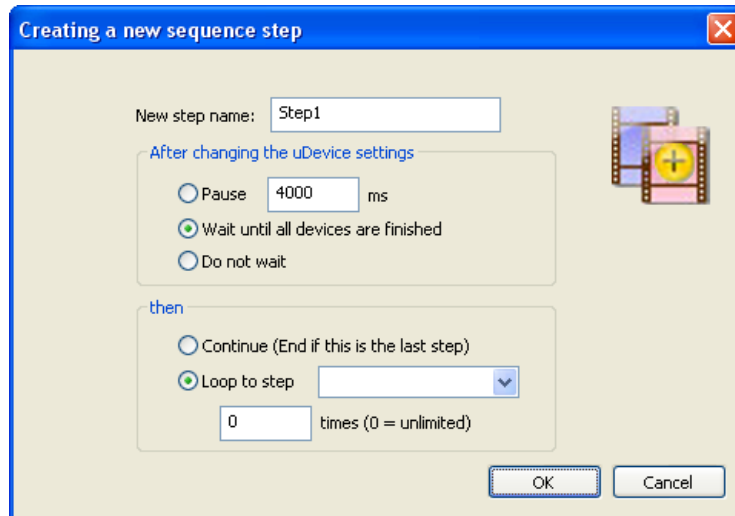 Creating a new sequence step
New step name: Step1
After changing the uDevice settings
Pause 4000 ms
Wait until all devices are finished
Do not wait
then
Continue (End if this is the last step)
Loop to step
0 times (0 = unlimited)
OK Cancel